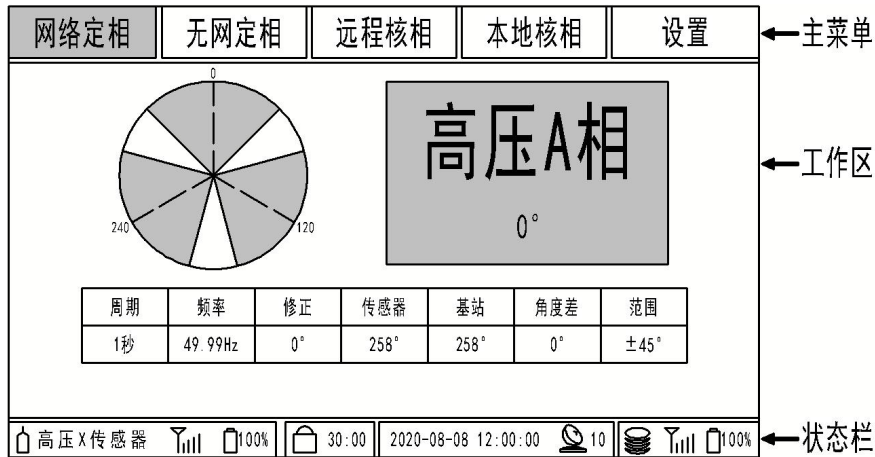 网络定相 无网定相 远程核相 本地核相 设置 主菜单
0
240 120
高压A相
0°
工作区
周期 频率 修正 传感器 基站 角度差 范围
1秒 49.99Hz 0° 258° 258° 0° ±45°
高压X传感器 100% 30:00 2020-08-08 12:00:00 10 100% 状态栏